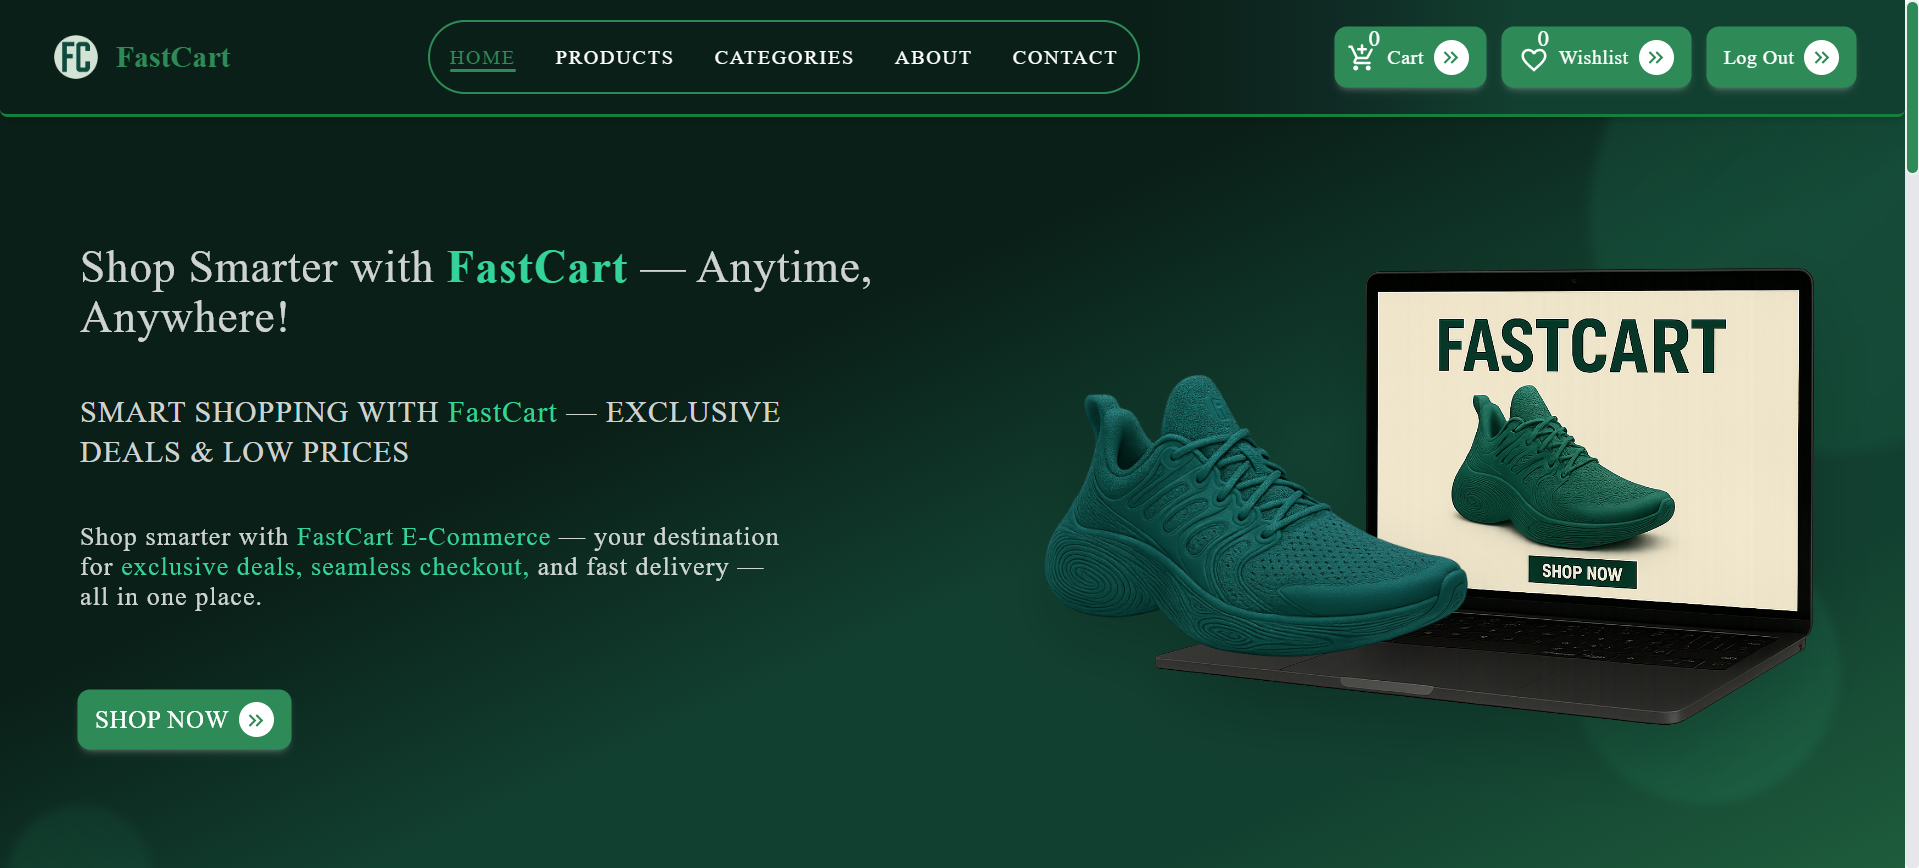 FC FastCart
HOME PRODUCTS CATEGORIES ABOUT CONTACT
0 Cart
0 Wishlist
Log Out
Shop Smarter with FastCart — Anytime,
Anywhere!
SMART SHOPPING WITH FastCart — EXCLUSIVE
DEALS & LOW PRICES
Shop smarter with FastCart E-Commerce — your destination
for exclusive deals, seamless checkout, and fast delivery —
all in one place.
SHOP NOW
FASTCART
SHOP NOW